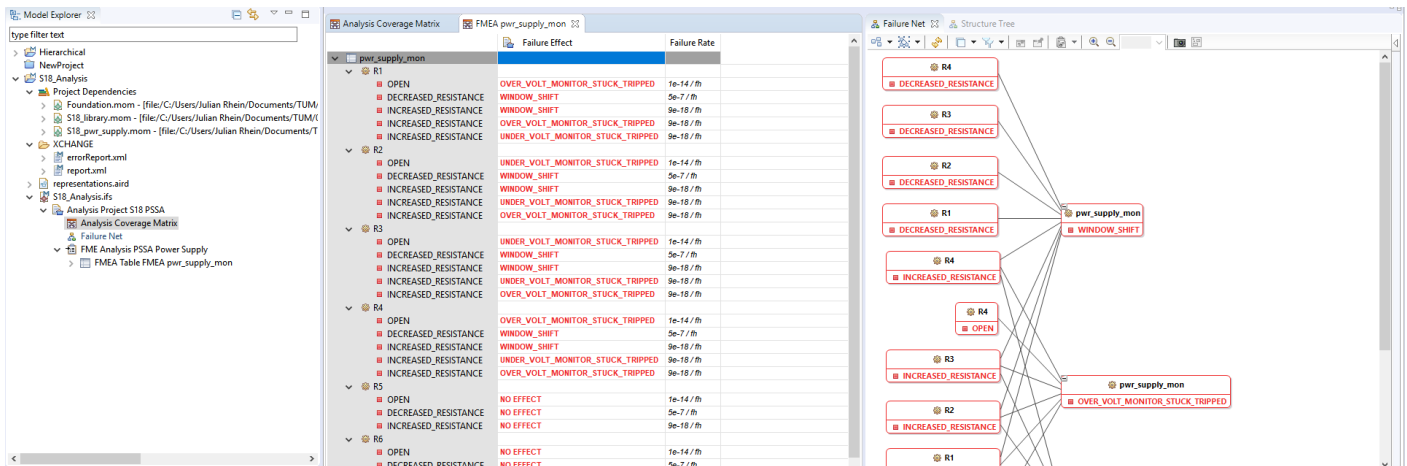 Model Explorer
type filter text
Hierarchical
NewProject
S18_Analysis
Project Dependencies
Foundation.mom - [file:/C:/Users/Julian Rhein/Documents/TUM/
S18_library.mom - [file:/C:/Users/Julian Rhein/Documents/TUM/(
S18_pwr_supply.mom - [file:/C:/Users/Julian Rhein/Documents/T
XCHANGE
errorReport.xml
report.xml
representations.aird
S18_Analysis.ifs
Analysis Project S18 PSSA
Analysis Coverage Matrix
Failure Net
FME Analysis PSSA Power Supply
FMEA Table FMEA pwr_supply_mon
Analysis Coverage Matrix
FMEA pwr_supply_mon
Failure Effect Failure Rate
pwr_supply_mon
R1
OPEN OVER_VOLT_MONITOR_STUCK_TRIPPED 1e-14 / fh
DECREASED_RESISTANCE WINDOW_SHIFT 5e-7 / fh
INCREASED_RESISTANCE WINDOW_SHIFT 9e-18 / fh
INCREASED_RESISTANCE OVER_VOLT_MONITOR_STUCK_TRIPPED 9e-18 / fh
INCREASED_RESISTANCE UNDER_VOLT_MONITOR_STUCK_TRIPPED 9e-18 / fh
R2
OPEN UNDER_VOLT_MONITOR_STUCK_TRIPPED 1e-14 / fh
DECREASED_RESISTANCE WINDOW_SHIFT 5e-7 / fh
INCREASED_RESISTANCE WINDOW_SHIFT 9e-18 / fh
INCREASED_RESISTANCE UNDER_VOLT_MONITOR_STUCK_TRIPPED 9e-18 / fh
INCREASED_RESISTANCE OVER_VOLT_MONITOR_STUCK_TRIPPED 9e-18 / fh
R3
OPEN UNDER_VOLT_MONITOR_STUCK_TRIPPED 1e-14 / fh
DECREASED_RESISTANCE WINDOW_SHIFT 5e-7 / fh
INCREASED_RESISTANCE WINDOW_SHIFT 9e-18 / fh
INCREASED_RESISTANCE UNDER_VOLT_MONITOR_STUCK_TRIPPED 9e-18 / fh
INCREASED_RESISTANCE OVER_VOLT_MONITOR_STUCK_TRIPPED 9e-18 / fh
R4
OPEN OVER_VOLT_MONITOR_STUCK_TRIPPED 1e-14 / fh
DECREASED_RESISTANCE WINDOW_SHIFT 5e-7 / fh
INCREASED_RESISTANCE WINDOW_SHIFT 9e-18 / fh
INCREASED_RESISTANCE UNDER_VOLT_MONITOR_STUCK_TRIPPED 9e-18 / fh
INCREASED_RESISTANCE OVER_VOLT_MONITOR_STUCK_TRIPPED 9e-18 / fh
R5
OPEN NO EFFECT 1e-14 / fh
DECREASED_RESISTANCE NO EFFECT 5e-7 / fh
INCREASED_RESISTANCE NO EFFECT 9e-18 / fh
R6
OPEN NO EFFECT 1e-14 / fh
DECREASED_RESISTANCE NO EFFECT 5e-7 / fh
Failure Net
Structure Tree
R4
DECREASED_RESISTANCE
R3
DECREASED_RESISTANCE
R2
DECREASED_RESISTANCE
R1
DECREASED_RESISTANCE
pwr_supply_mon
WINDOW_SHIFT
R4
INCREASED_RESISTANCE
R4
OPEN
R3
INCREASED_RESISTANCE
pwr_supply_mon
OVER_VOLT_MONITOR_STUCK_TRIPPED
R2
INCREASED_RESISTANCE
R1